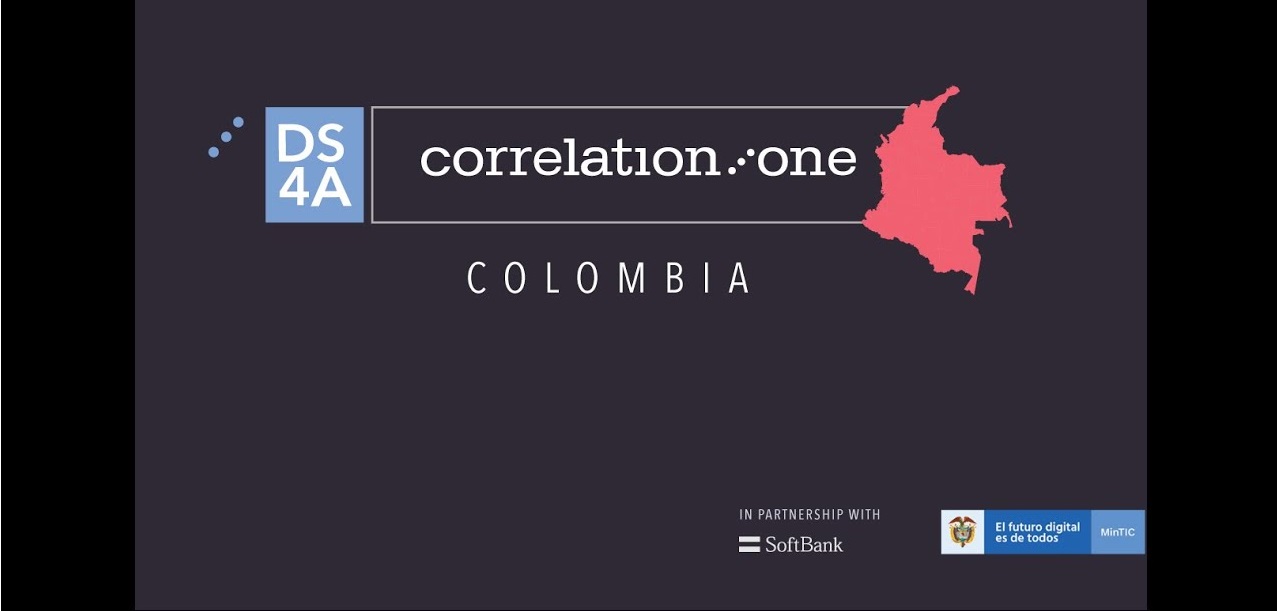 DS
4A
correlation one
COLOMBIA
IN PARTNERSHIP WITH
SoftBank
El futuro digital
es de todos
MinTIC